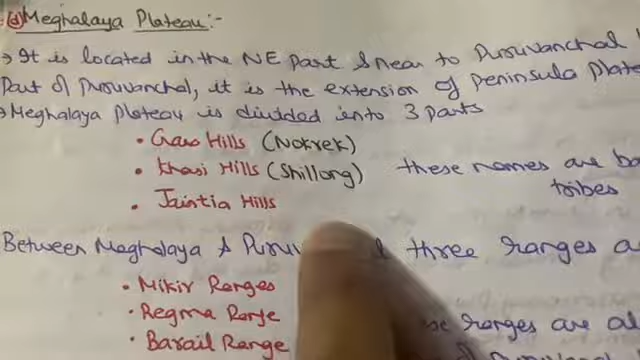 (d) Meghalaya Plateau:-
→ It is located in the NE part & near to Purvanchal
Part of Purvanchal, it is the extension of Peninsula Plate
→ Meghalaya Plateau is divided into 3 parts
• Garo Hills (Nokrek)
• Khasi Hills (Shillong) these names are ba
• Jaintia Hills tribes
Between Meghalaya & three ranges a
• Mikir Ranges
• Regma Range ranges are al
• Barail Range